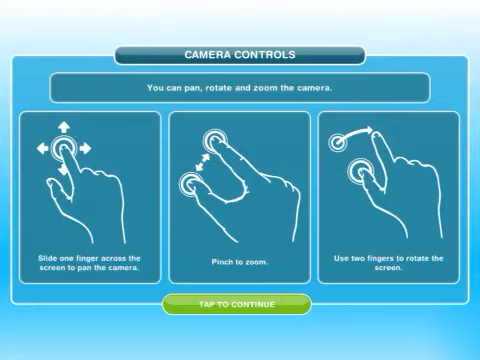 CAMERA CONTROLS
You can pan, rotate and zoom the camera.
Slide one finger across the
screen to pan the camera.
Pinch to zoom.
Use two fingers to rotate the
screen.
TAP TO CONTINUE